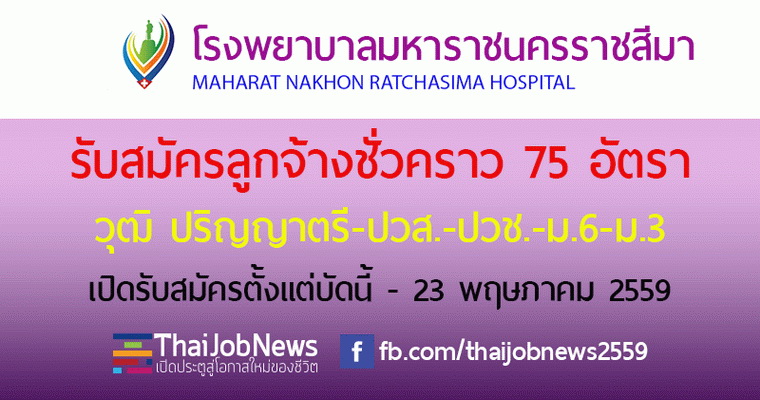 โรงพยาบาลมหาราชนครราชสีมา
MAHARAT NAKHON RATCHASIMA HOSPITAL
รับสมัครลูกจ้างชั่วคราว 75 อัตรา
วุฒิ ปริญญาตรี-ปวส.-ปวช.-ม.6-ม.3
เปิดรับสมัครตั้งแต่บัดนี้ - 23 พฤษภาคม 2559
ThaiJobNews
เปิดประตูสู่โอกาสใหม่ของชีวิต
f fb.com/thaijobnews2559